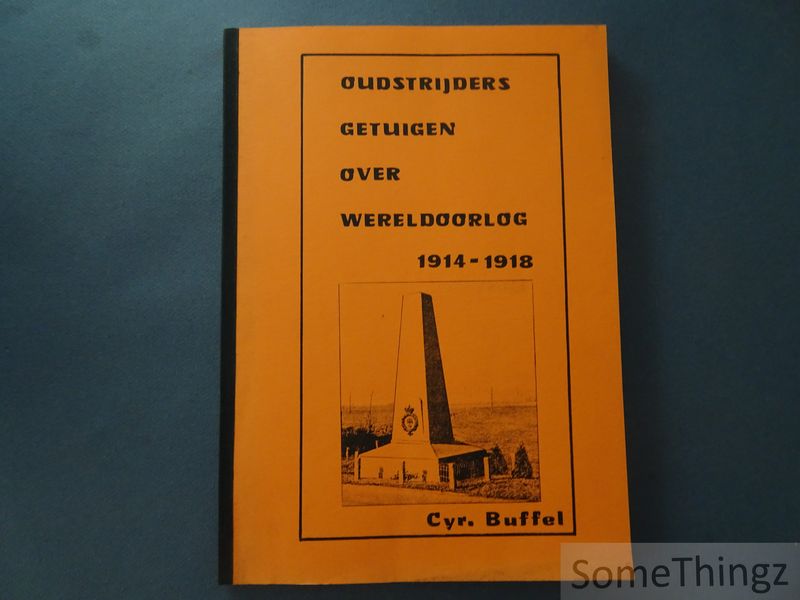 OUDSTRIJDERS
GETUIGEN
OVER
WERELDOORLOG
1914-1918
Cyr. Buffel
SomeThingz